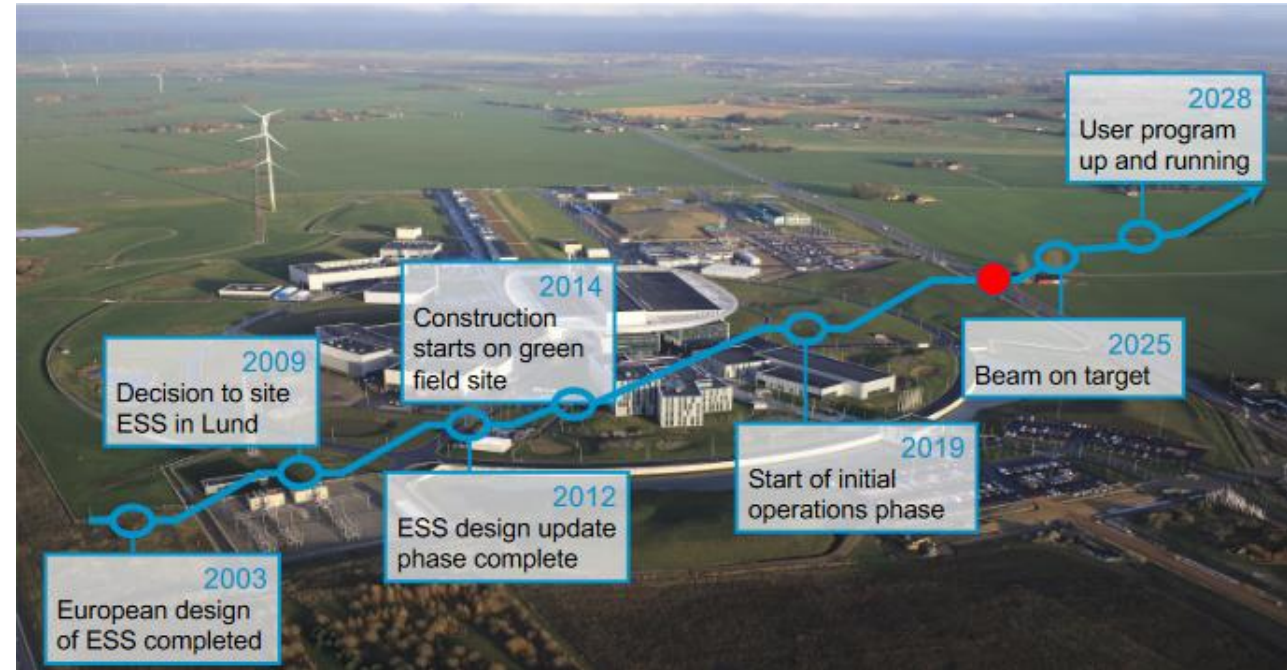 2003
European design
of ESS completed
2009
Decision to site
ESS in Lund
2012
ESS design update
phase complete
2014
Construction
starts on green
field site
2019
Start of initial
operations phase
2025
Beam on target
2028
User program
up and running